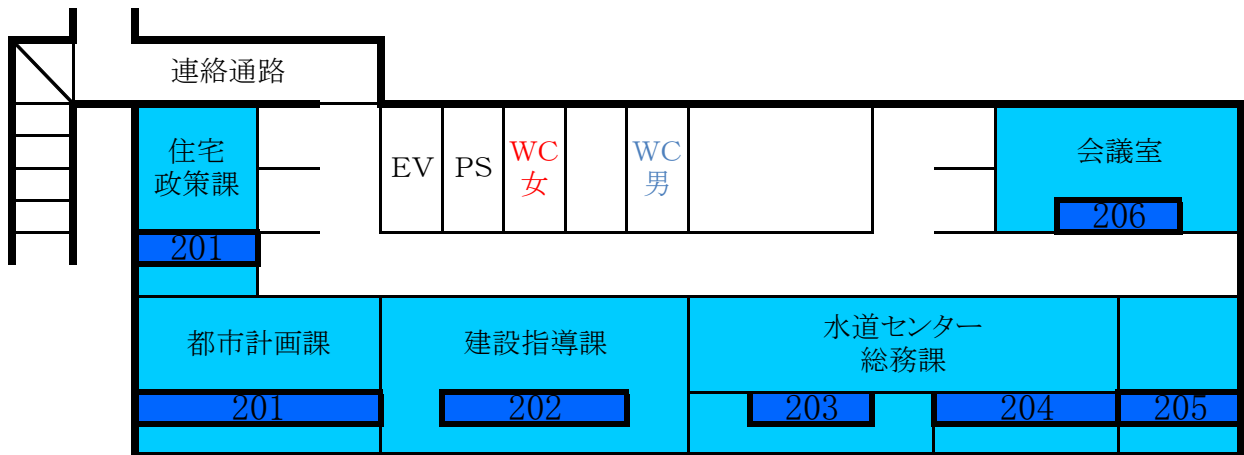 連絡通路
住宅
政策課
201
EV
PS
WC
女
WC
男
会議室
206
都市計画課
201
建設指導課
202
水道センター
総務課
203
204
205